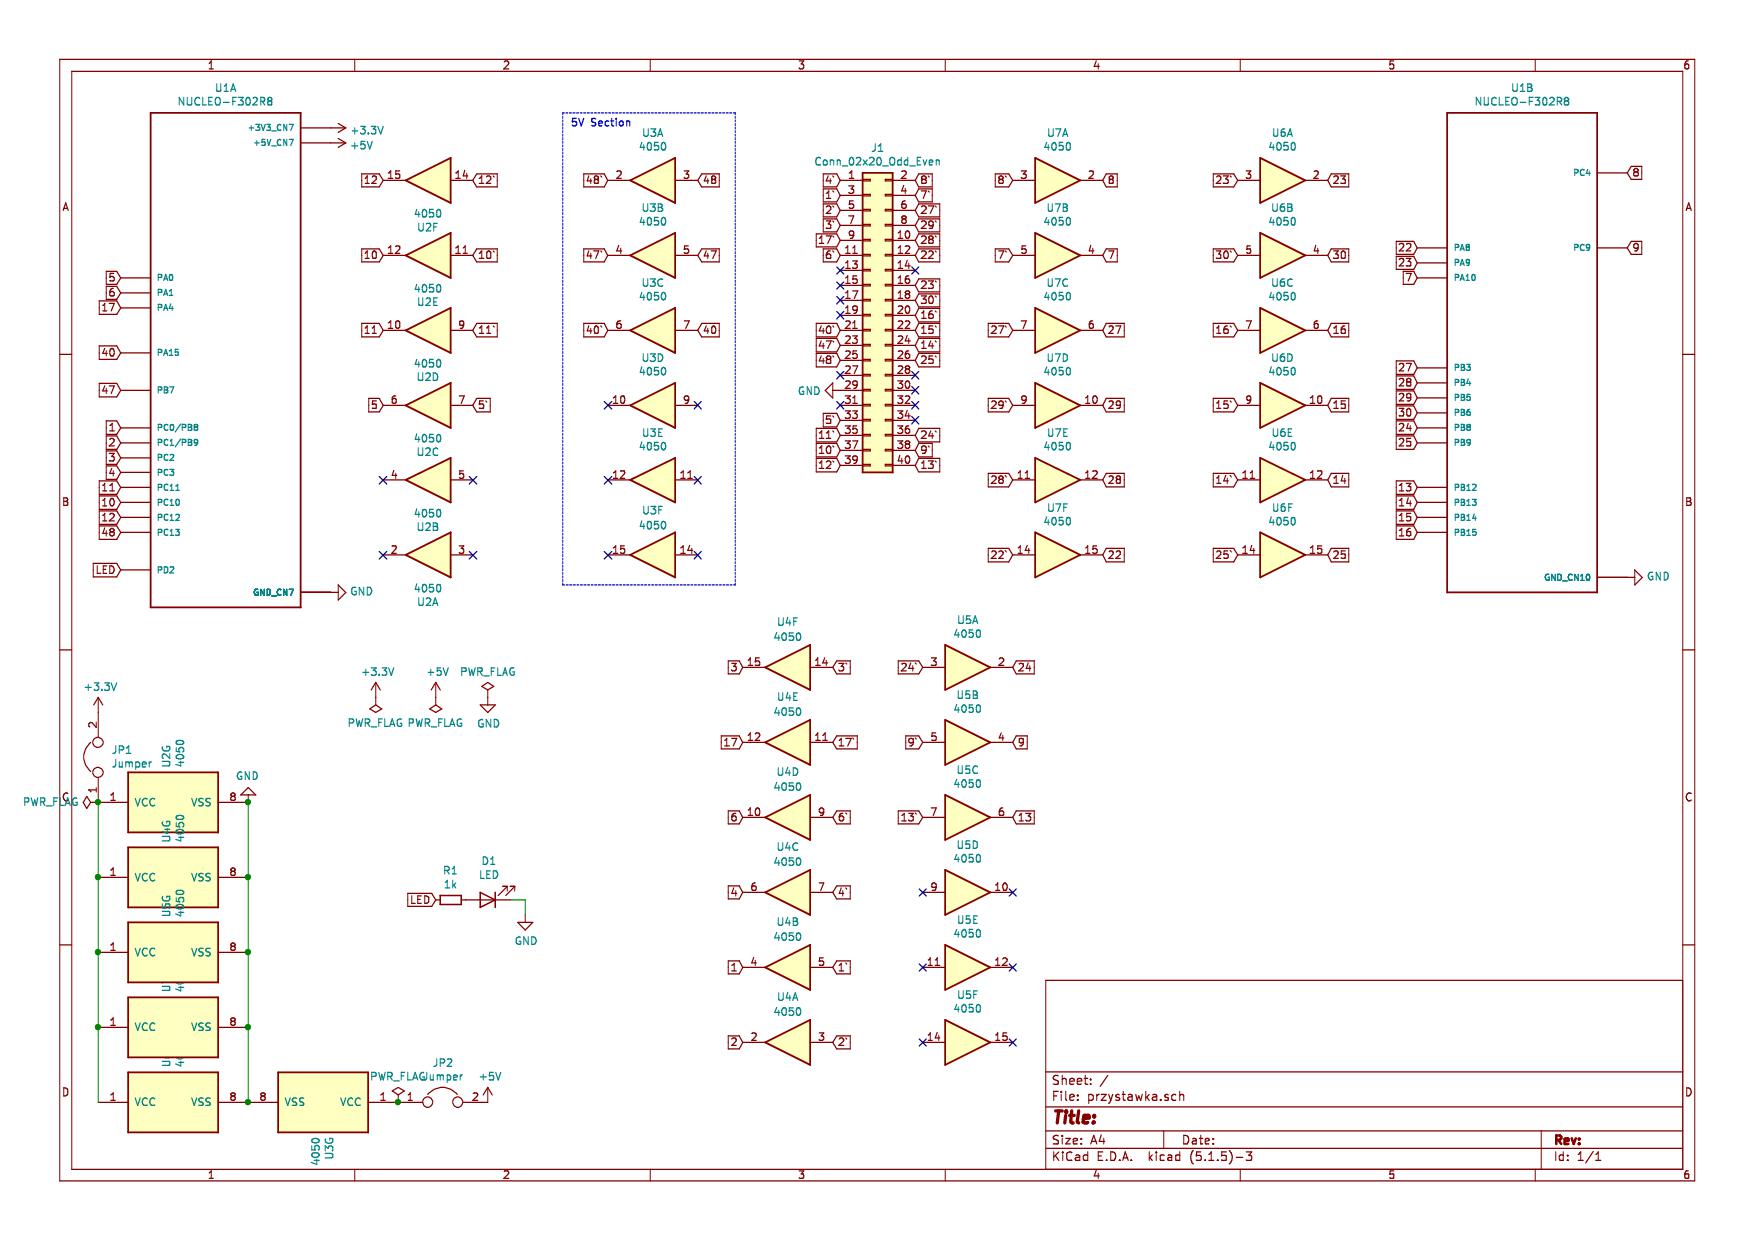 1 2 3 4 5 6
U1A
NUCLEO-F302R8
+3V3_CN7 +3.3V
+5V_CN7 +5V
5 PA0
6 PA1
17 PA4
40 PA15
47 PB7
1 PC0/PB8
2 PC1/PB9
3 PC2
4 PC3
11 PC11
10 PC10
12 PC12
48 PC13
LED PD2
GND_CN7 GND
12 15 14 12`
4050
U2F
10 12 11 10`
4050
U2E
11 10 9 11`
4050
U2D
5 6 7 5`
4050
U2C
4 5
4050
U2B
2 3
4050
U2A
5V Section
U3A
4050
48` 2 3 48
U3B
4050
47` 4 5 47
U3C
4050
40` 6 7 40
U3D
4050
10 9
U3E
4050
12 11
U3F
4050
15 14
J1
Conn_02x20_Odd_Even
4` 1 2 8`
1` 3 4 7`
2` 5 6 27`
3` 7 8 29`
17` 9 10 28`
6` 11 12 22`
13 14
15 16 23`
17 18 30`
19 20 16`
40` 21 22 15`
47` 23 24 14`
48` 25 26 25`
27 28
GND 29 30
31 32
5` 33 34
11` 35 36 24`
10` 37 38 9`
12` 39 40 13`
U7A
4050
8` 3 2 8
U7B
4050
7` 5 4 7
U7C
4050
27` 7 6 27
U7D
4050
29` 9 10 29
U7E
4050
28` 11 12 28
U7F
4050
22` 14 15 22
U6A
4050
23` 3 2 23
U6B
4050
30` 5 4 30
U6C
4050
16` 7 6 16
U6D
4050
15` 9 10 15
U6E
4050
14` 11 12 14
U6F
4050
25` 14 15 25
U1B
NUCLEO-F302R8
PC4 8
22 PA8 PC9 9
23 PA9
7 PA10
27 PB3
28 PB4
29 PB5
30 PB6
24 PB8
25 PB9
13 PB12
14 PB13
15 PB14
16 PB15
GND_CN10 GND
U4F
4050
3 15 14 3`
U4E
4050
17 12 11 17`
U4D
4050
6 10 9 6`
U4C
4050
4 6 7 4`
U4B
4050
1 4 5 1`
U4A
4050
2 2 3 2`
U5A
4050
24` 3 2 24
U5B
4050
9` 5 4 9
U5C
4050
13` 7 6 13
U5D
4050
9 10
U5E
4050
11 12
U5F
4050
14 15
+3.3V +5V PWR_FLAG
PWR_FLAG PWR_FLAG GND
+3.3V
2
JP1
Jumper
1
PWR_FLAG
U2G
4050
GND
1 VCC VSS 8
U4G
4050
1 VCC VSS 8
U5G
4050
1 VCC VSS 8
1 VCC VSS 8
1 VCC VSS 8
8 VSS VCC 1
4050
U3G
PWR_FLAG
JP2
Jumper
1 2
+5V
LED
R1
1k
D1
LED
GND
A A
B B
C C
D D
Sheet: /
File: przystawka.sch
Title:
Size: A4 Date: Rev:
KiCad E.D.A. kicad (5.1.5)-3 Id: 1/1
1 2 3 4 5 6